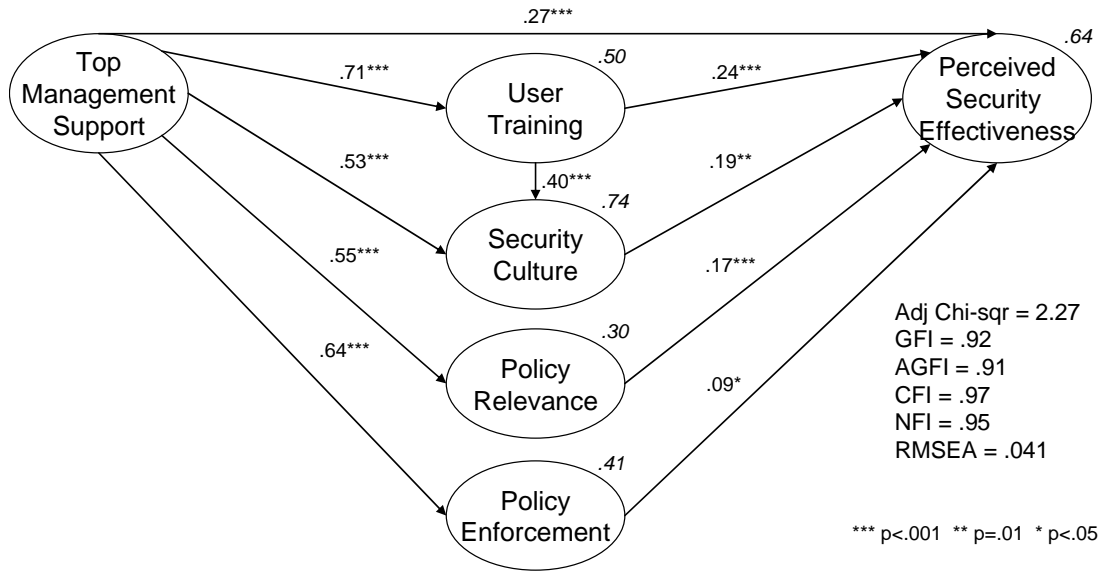 .27***
.64
Top
Management
Support
.71***
.50
User
Training
.24***
Perceived
Security
Effectiveness
.53***
.40***
.19**
.74
Security
Culture
.55***
.17***
.30
Policy
Relevance
.64***
.09*
.41
Policy
Enforcement
Adj Chi-sqr = 2.27
GFI = .92
AGFI = .91
CFI = .97
NFI = .95
RMSEA = .041
*** p<.001 ** p=.01 * p<.05